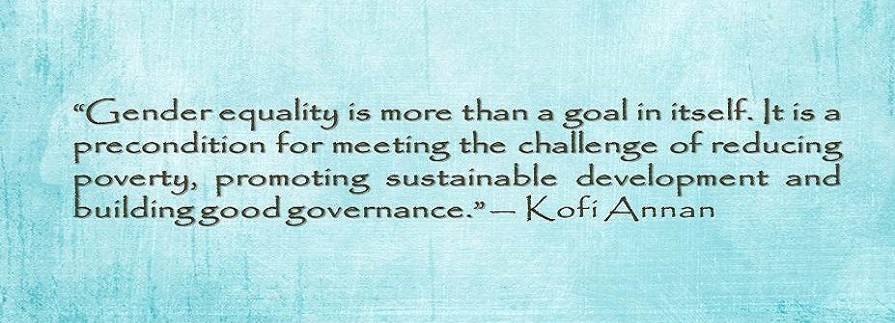 “Gender equality is more than a goal in itself. It is a
precondition for meeting the challenge of reducing
poverty, promoting sustainable development and
building good governance.” – Kofi Annan